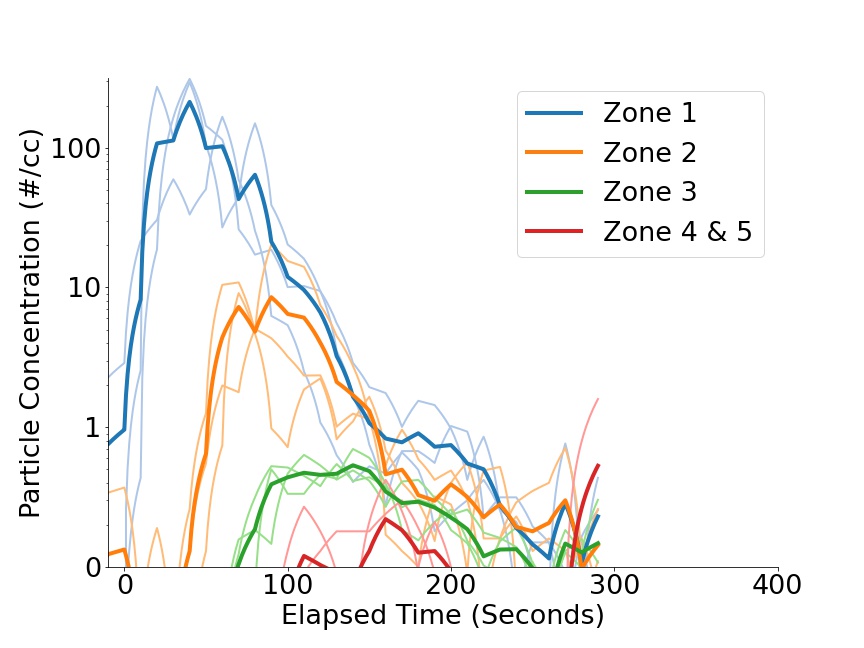 Particle Concentration (#/cc)
100
10
1
0
Zone 1
Zone 2
Zone 3
Zone 4 & 5
0 100 200 300 400
Elapsed Time (Seconds)